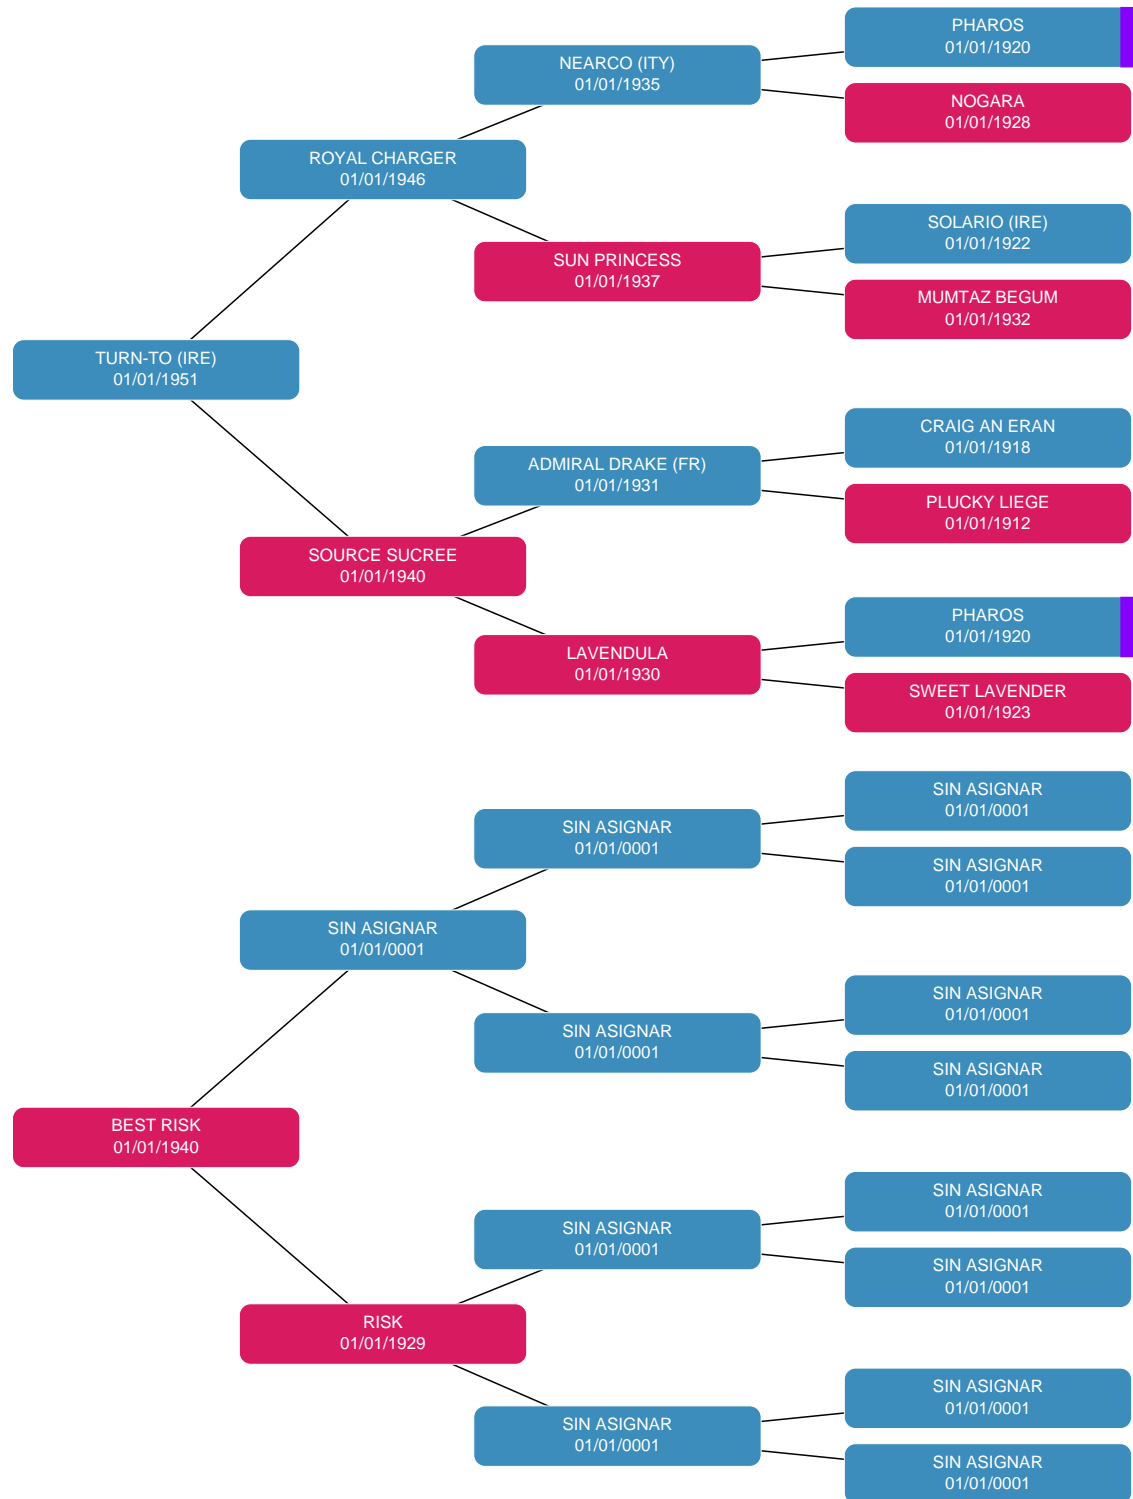 PHAROS
01/01/1920
NEARCO (ITY)
01/01/1935
NOGARA
01/01/1928
ROYAL CHARGER
01/01/1946
SOLARIO (IRE)
01/01/1922
SUN PRINCESS
01/01/1937
MUMTAZ BEGUM
01/01/1932
TURN-TO (IRE)
01/01/1951
CRAIG AN ERAN
01/01/1918
ADMIRAL DRAKE (FR)
01/01/1931
PLUCKY LIEGE
01/01/1912
SOURCE SUCREE
01/01/1940
PHAROS
01/01/1920
LAVENDULA
01/01/1930
SWEET LAVENDER
01/01/1923
SIN ASIGNAR
01/01/0001
SIN ASIGNAR
01/01/0001
SIN ASIGNAR
01/01/0001
SIN ASIGNAR
01/01/0001
SIN ASIGNAR
01/01/0001
SIN ASIGNAR
01/01/0001
SIN ASIGNAR
01/01/0001
BEST RISK
01/01/1940
SIN ASIGNAR
01/01/0001
SIN ASIGNAR
01/01/0001
SIN ASIGNAR
01/01/0001
RISK
01/01/1929
SIN ASIGNAR
01/01/0001
SIN ASIGNAR
01/01/0001
SIN ASIGNAR
01/01/0001